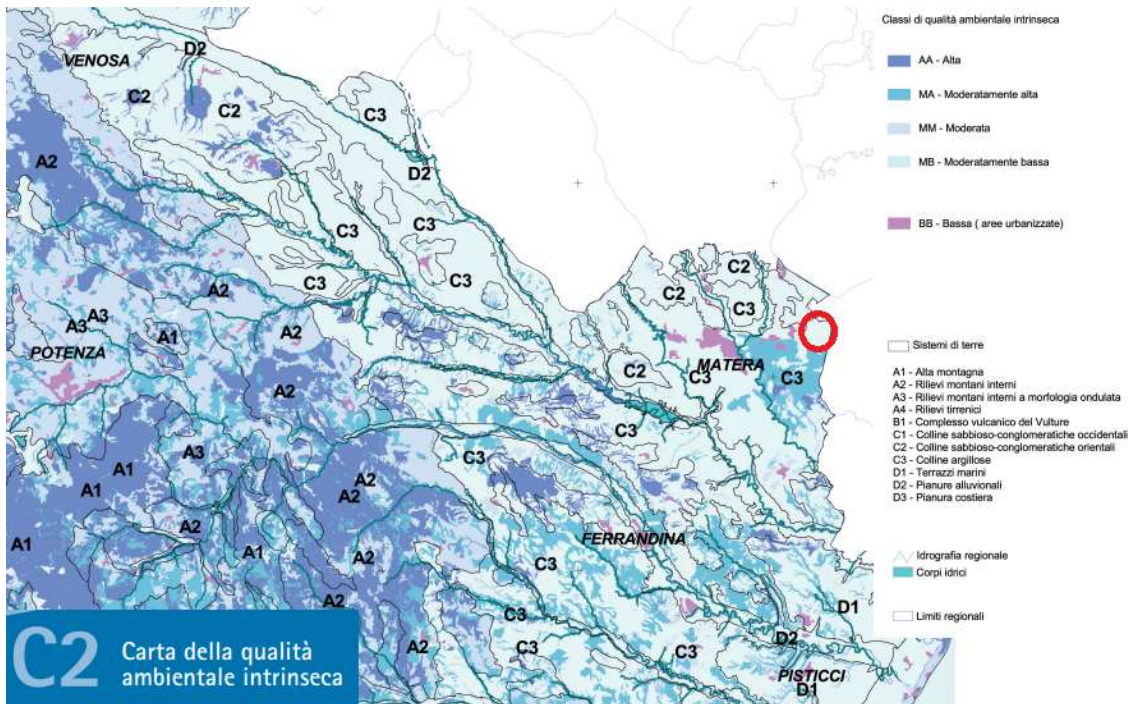 Classi di qualità ambientale intrinseca
AA - Alta
MA - Moderatamente alta
MM - Moderata
MB - Moderatamente bassa
BB - Bassa ( aree urbanizzate)
Sistemi di terre
A1 - Alta montagna
A2 - Rilievi montani interni
A3 - Rilievi montani interni a morfologia ondulata
A4 - Rilievi tirrenici
B1 - Complesso vulcanico del Vulture
C1 - Colline sabbioso-conglomeratiche occidentali
C2 - Colline sabbioso-conglomeratiche orientali
C3 - Colline argillose
D1 - Terrazzi marini
D2 - Pianure alluvionali
D3 - Pianura costiera
Idrografia regionale
Corpi idrici
Limiti regionali
D2
VENOSA
C2
C2
C3
A2
D2
C3
C3
C2
C2
C3
C3
C3
A2
A3
A3
A1
A2
POTENZA
MATERA
C2
C3
C3
A2
C3
A3
C3
A1
A2
A1
A2
A2
FERRANDINA
A1
A1
A2
C3
A2
C3
D1
A2
C3
C3
D2
PISTICCI
D1
C2
Carta della qualità
ambientale intrinseca